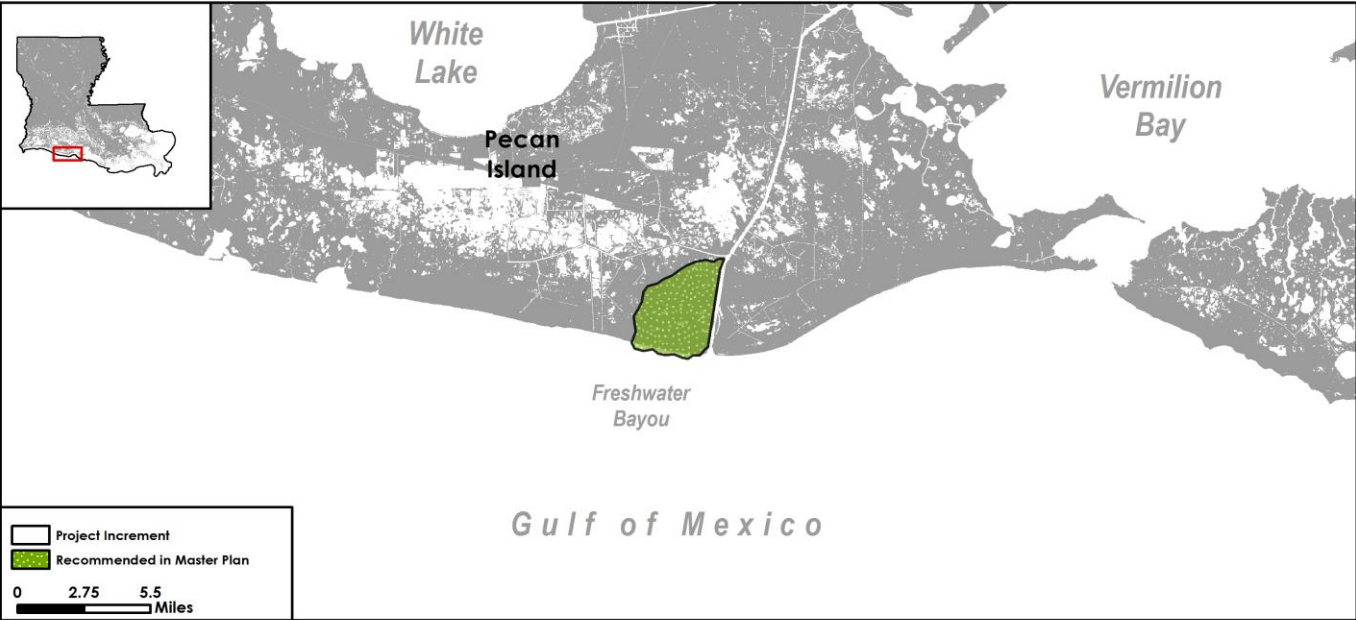 White
Lake
Vermilion
Bay
Pecan
Island
Freshwater
Bayou
Gulf of Mexico
Project Increment
Recommended in Master Plan
0 2.75 5.5
Miles